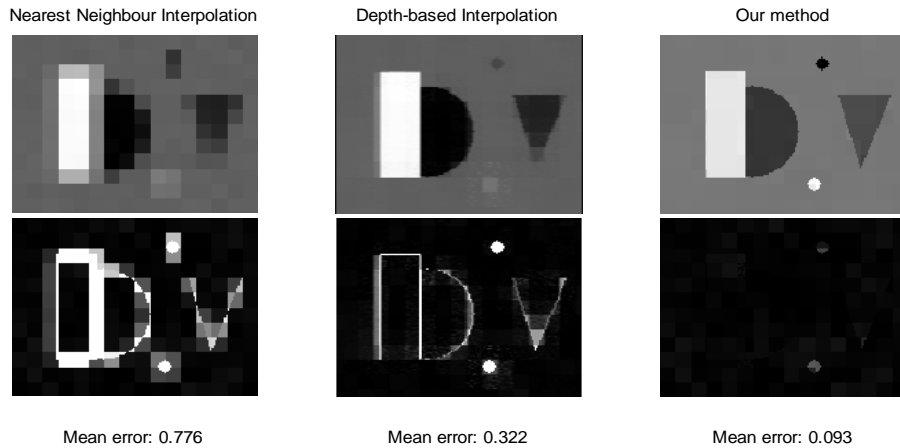 Nearest Neighbour Interpolation
Depth-based Interpolation
Our method
Mean error: 0.776
Mean error: 0.322
Mean error: 0.093